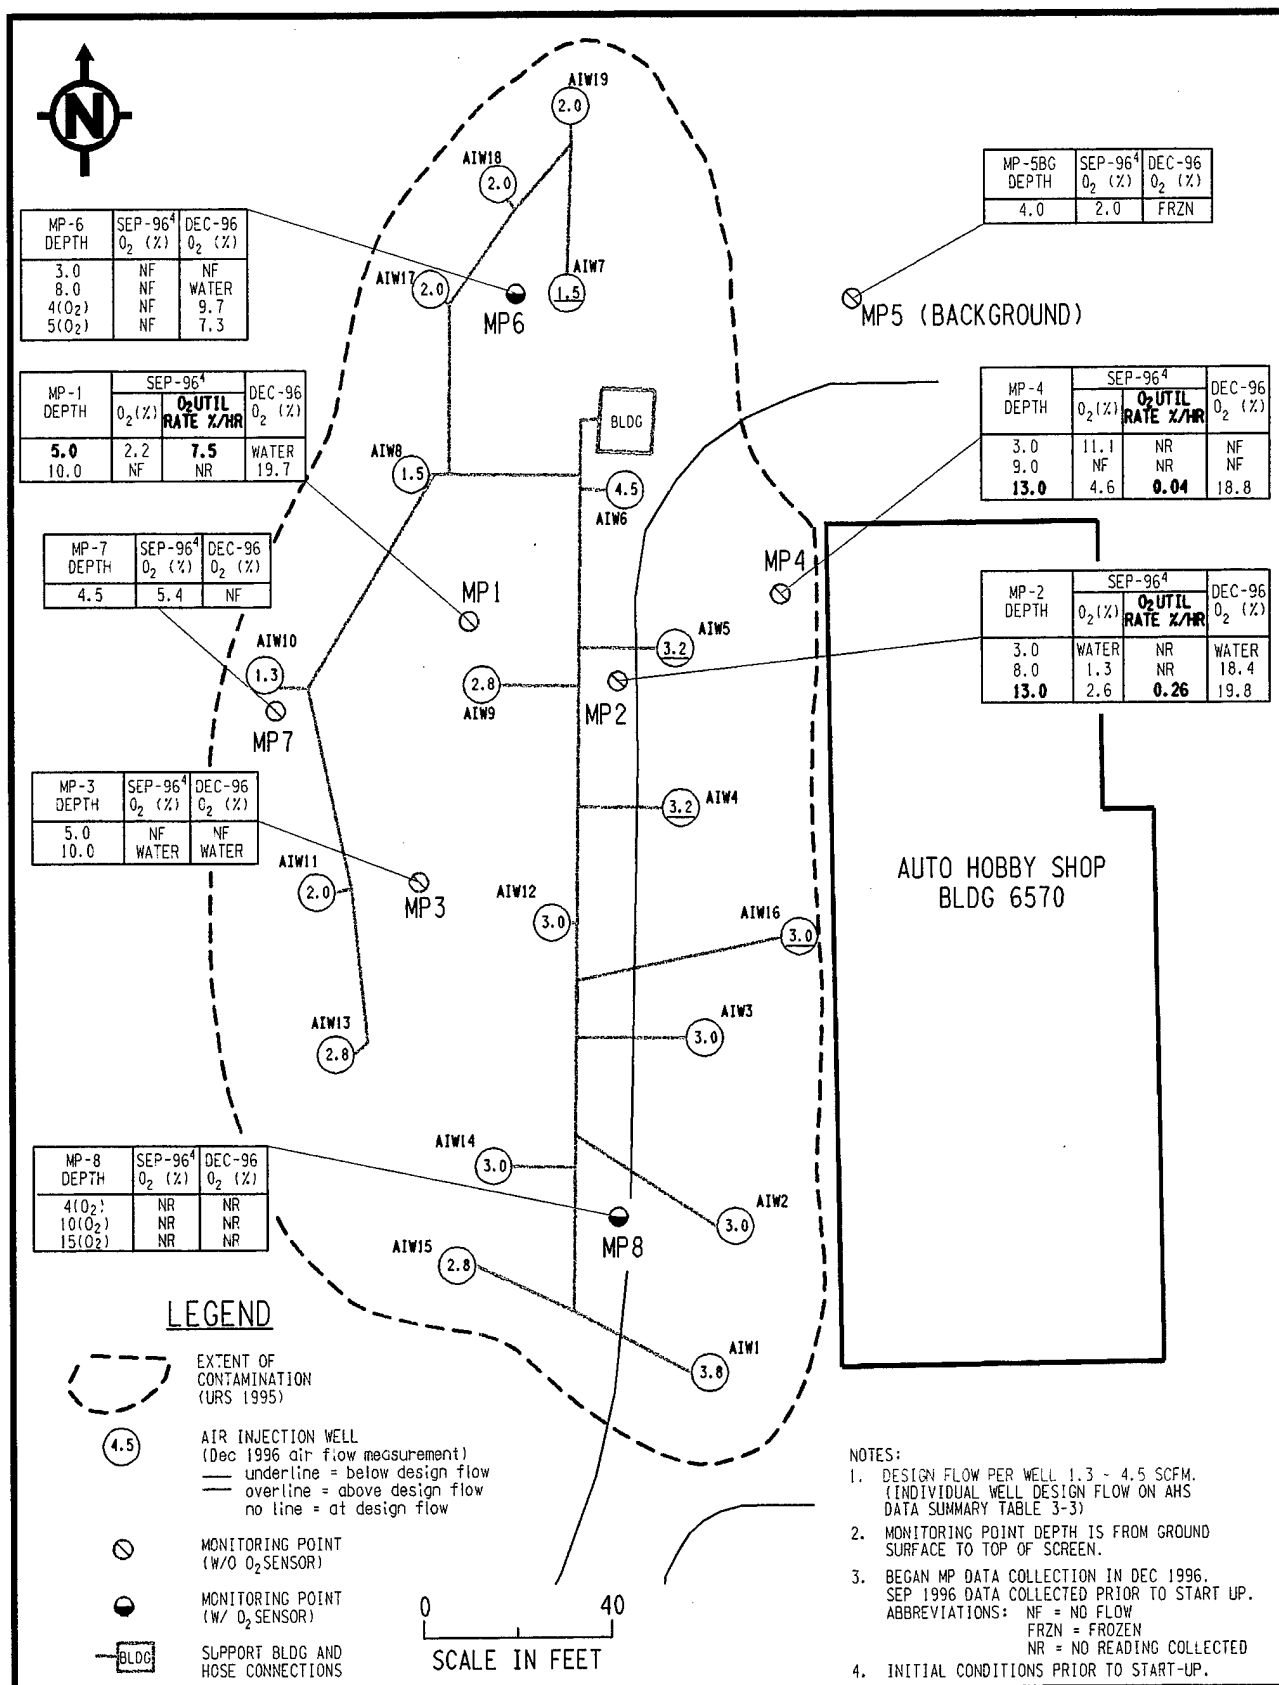 N
AIW19
2.0
AIW18
2.0
MP-5BG DEPTH SEP-96⁴ O₂ (%) DEC-96 O₂ (%)
4.0 2.0 FRZN
MP-6 DEPTH SEP-96⁴ O₂ (%) DEC-96 O₂ (%)
3.0 NF NF
8.0 NF WATER
4(O₂) NF 9.7
5(O₂) NF 7.3
AIW17
2.0
AIW7
1.5
MP6
MP5 (BACKGROUND)
MP-1 DEPTH SEP-96⁴ O₂(%) O₂UTIL RATE %/HR DEC-96 O₂ (%)
5.0 2.2 7.5 WATER
10.0 NF NR 19.7
MP-4 DEPTH SEP-96⁴ O₂(%) O₂UTIL RATE %/HR DEC-96 O₂ (%)
3.0 11.1 NR NF
9.0 NF NR NF
13.0 4.6 0.04 18.8
BLDG
AIW8
1.5
4.5
AIW6
MP-7 DEPTH SEP-96⁴ O₂ (%) DEC-96 O₂ (%)
4.5 5.4 NF
MP4
MP1
MP-2 DEPTH SEP-96⁴ O₂(%) O₂UTIL RATE %/HR DEC-96 O₂ (%)
3.0 WATER NR WATER
8.0 1.3 NR 18.4
13.0 2.6 0.26 19.8
AIW10
1.3
AIW5
3.2
2.8
AIW9
MP2
MP7
MP-3 DEPTH SEP-96⁴ O₂ (%) DEC-96 O₂ (%)
5.0 NF NF
10.0 WATER WATER
AIW4
3.2
AIW11
2.0
MP3
AIW12
3.0
AIW16
3.0
AUTO HOBBY SHOP
BLDG 6570
AIW13
2.8
AIW3
3.0
MP-8 DEPTH SEP-96⁴ O₂ (%) DEC-96 O₂ (%)
4(O₂) NR NR
10(O₂) NR NR
15(O₂) NR NR
AIW14
3.0
AIW2
3.0
MP8
AIW15
2.8
AIW1
3.8
LEGEND
EXTENT OF
CONTAMINATION
(URS 1995)
4.5
AIR INJECTION WELL
(Dec 1996 air flow measurement)
underline = below design flow
overline = above design flow
no line = at design flow
MONITORING POINT
(W/O O₂SENSOR)
MONITORING POINT
(W/ O₂SENSOR)
BLDG
SUPPORT BLDG AND
HOSE CONNECTIONS
0 40
SCALE IN FEET
NOTES:
1. DESIGN FLOW PER WELL 1.3 - 4.5 SCFM.
(INDIVIDUAL WELL DESIGN FLOW ON AHS
DATA SUMMARY TABLE 3-3)
2. MONITORING POINT DEPTH IS FROM GROUND
SURFACE TO TOP OF SCREEN.
3. BEGAN MP DATA COLLECTION IN DEC 1996.
SEP 1996 DATA COLLECTED PRIOR TO START UP.
ABBREVIATIONS: NF = NO FLOW
FRZN = FROZEN
NR = NO READING COLLECTED
4. INITIAL CONDITIONS PRIOR TO START-UP.